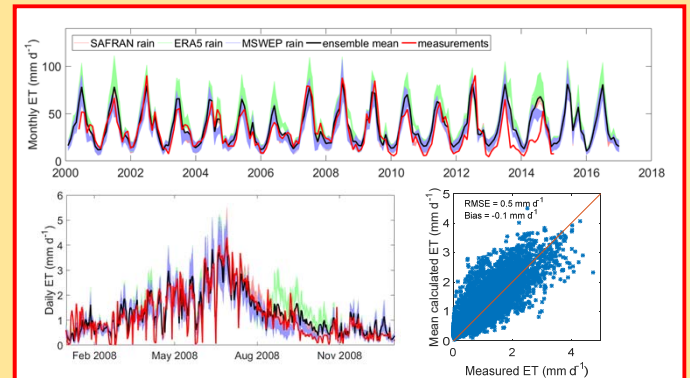 SAFRAN rain ERA5 rain MSWEP rain ensemble mean measurements
Monthly ET (mm d⁻¹)
100
50
0
2000 2002 2004 2006 2008 2010 2012 2014 2016 2018
Daily ET (mm d⁻¹)
6
5
4
3
2
1
0
Feb 2008 May 2008 Aug 2008 Nov 2008
Mean calculated ET (mm d⁻¹)
RMSE = 0.5 mm d⁻¹
Bias = -0.1 mm d⁻¹
5
4
3
2
1
0
0 2 4
Measured ET (mm d⁻¹)